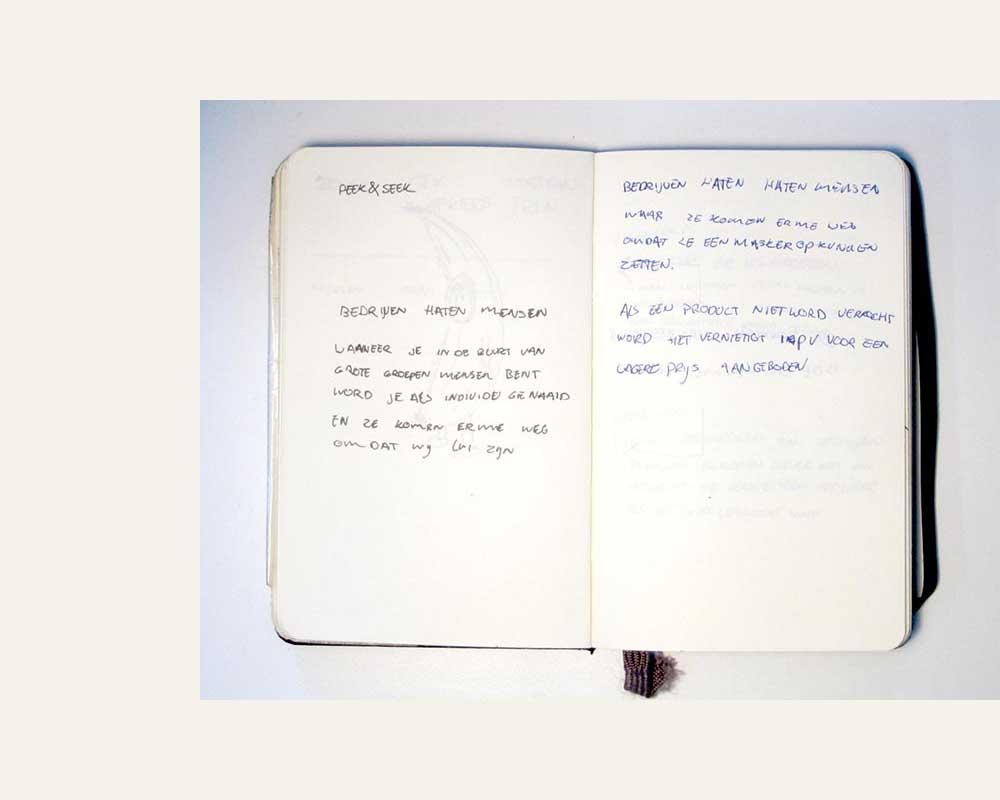 PEEK & SEEK
BEDRIJVEN HATEN MENSEN
WANNEER JE IN DE BUURT VAN
GROTE GROEPEN MENSEN BENT
WORD JE ALS INDIVIDU GENAAID
EN ZE KOMEN ERMEE WEG
OMDAT wij lui zijn
BEDRIJVEN HATEN HATEN MENSEN
WAAR ZE KOMEN ERME WEG
OMDAT ZE EEN MASKER OP KUNNEN
ZETTEN.
ALS EEN PRODUCT NIET WORD VERKOCHT
WORD HET VERNIETIGT IAPV VOOR EEN
LAGERE PRIJS AANGEBODEN